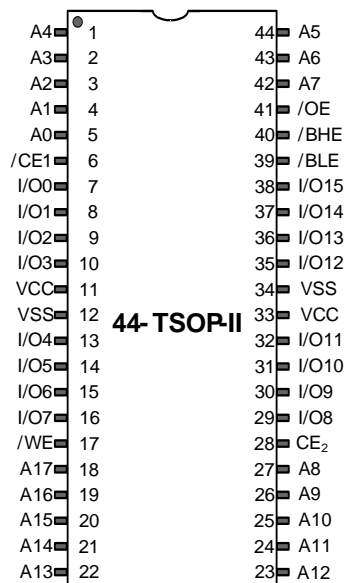 A4 1 44 A5
A3 2 43 A6
A2 3 42 A7
A1 4 41 /OE
A0 5 40 /BHE
/CE1 6 39 /BLE
I/O0 7 38 I/O15
I/O1 8 37 I/O14
I/O2 9 36 I/O13
I/O3 10 35 I/O12
VCC 11 34 VSS
VSS 12 33 VCC
44-TSOP-II
I/O4 13 32 I/O11
I/O5 14 31 I/O10
I/O6 15 30 I/O9
I/O7 16 29 I/O8
/WE 17 28 CE₂
A17 18 27 A8
A16 19 26 A9
A15 20 25 A10
A14 21 24 A11
A13 22 23 A12